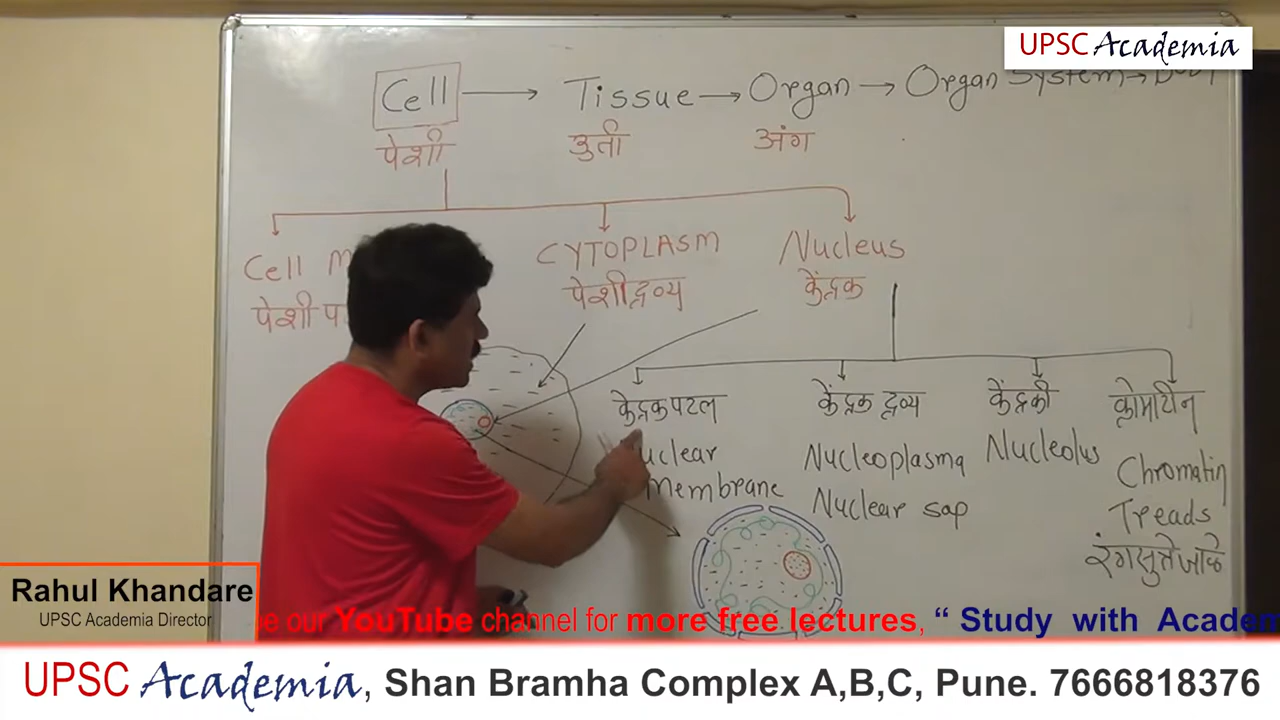 UPSC Academia
Cell → Tissue → Organ → Organ System →
पेशी ऊती अंग
Cell CYTOPLASM Nucleus
पेशी पेशीद्रव्य केंद्रक
केंद्रकपटल केंद्रक द्रव्य केंद्रकी क्रोमॅटीन
Nuclear Nucleoplasma Nucleolus Chromatin
Membrane Nuclear sap Treads
रंगसुत्तेजाळे
Rahul Khandare
UPSC Academia Director
our YouTube channel for more free lectures, “ Study with
UPSC Academia, Shan Bramha Complex A,B,C, Pune. 7666818376